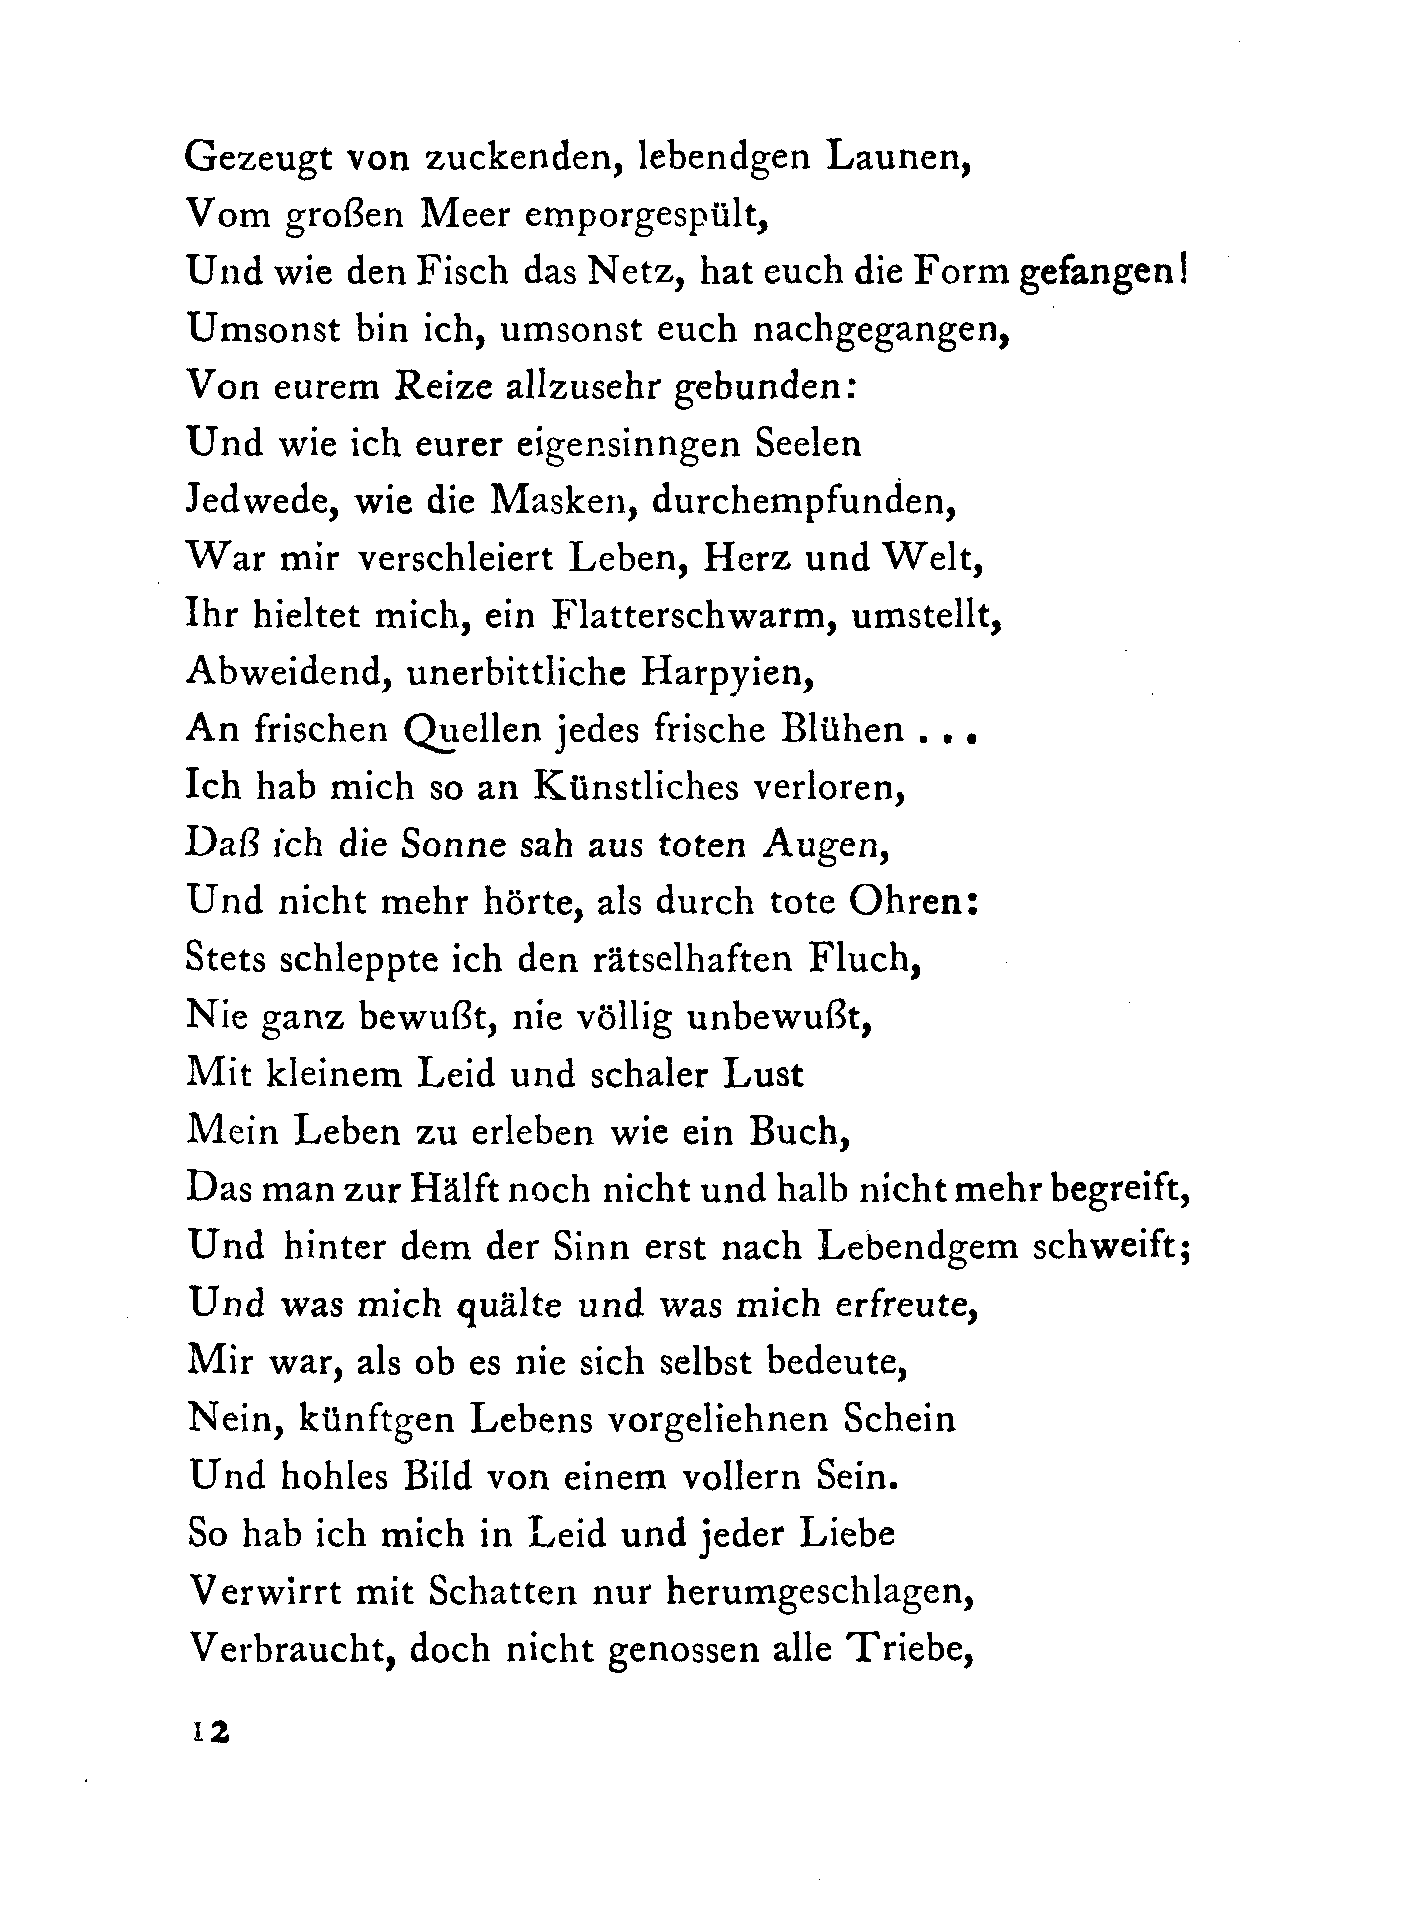 Gezeugt von zuckenden, lebendgen Launen,
Vom großen Meer emporgespült,
Und wie den Fisch das Netz, hat euch die Form gefangen!
Umsonst bin ich, umsonst euch nachgegangen,
Von eurem Reize allzusehr gebunden:
Und wie ich eurer eigensinngen Seelen
Jedwede, wie die Masken, durchempfunden,
War mir verschleiert Leben, Herz und Welt,
Ihr hieltet mich, ein Flatterschwarm, umstellt,
Abweidend, unerbittliche Harpyien,
An frischen Quellen jedes frische Blühen . . .
Ich hab mich so an Künstliches verloren,
Daß ich die Sonne sah aus toten Augen,
Und nicht mehr hörte, als durch tote Ohren:
Stets schleppte ich den rätselhaften Fluch,
Nie ganz bewußt, nie völlig unbewußt,
Mit kleinem Leid und schaler Lust
Mein Leben zu erleben wie ein Buch,
Das man zur Hälft noch nicht und halb nicht mehr begreift,
Und hinter dem der Sinn erst nach Lebendgem schweift;
Und was mich quälte und was mich erfreute,
Mir war, als ob es nie sich selbst bedeute,
Nein, künftgen Lebens vorgeliehnen Schein
Und hohles Bild von einem vollern Sein.
So hab ich mich in Leid und jeder Liebe
Verwirrt mit Schatten nur herumgeschlagen,
Verbraucht, doch nicht genossen alle Triebe,
12